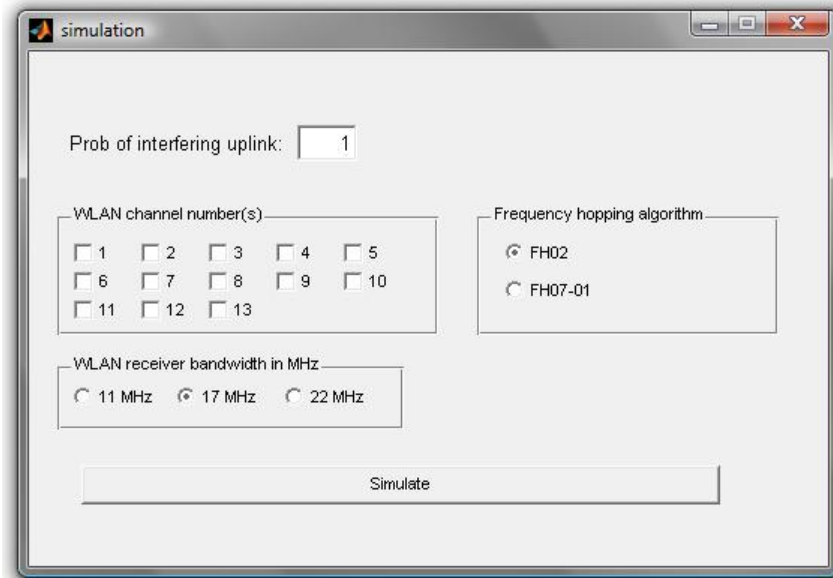 simulation
Prob of interfering uplink: 1
WLAN channel number(s)
1 2 3 4 5
6 7 8 9 10
11 12 13
Frequency hopping algorithm
FH02
FH07-01
WLAN receiver bandwidth in MHz
11 MHz 17 MHz 22 MHz
Simulate